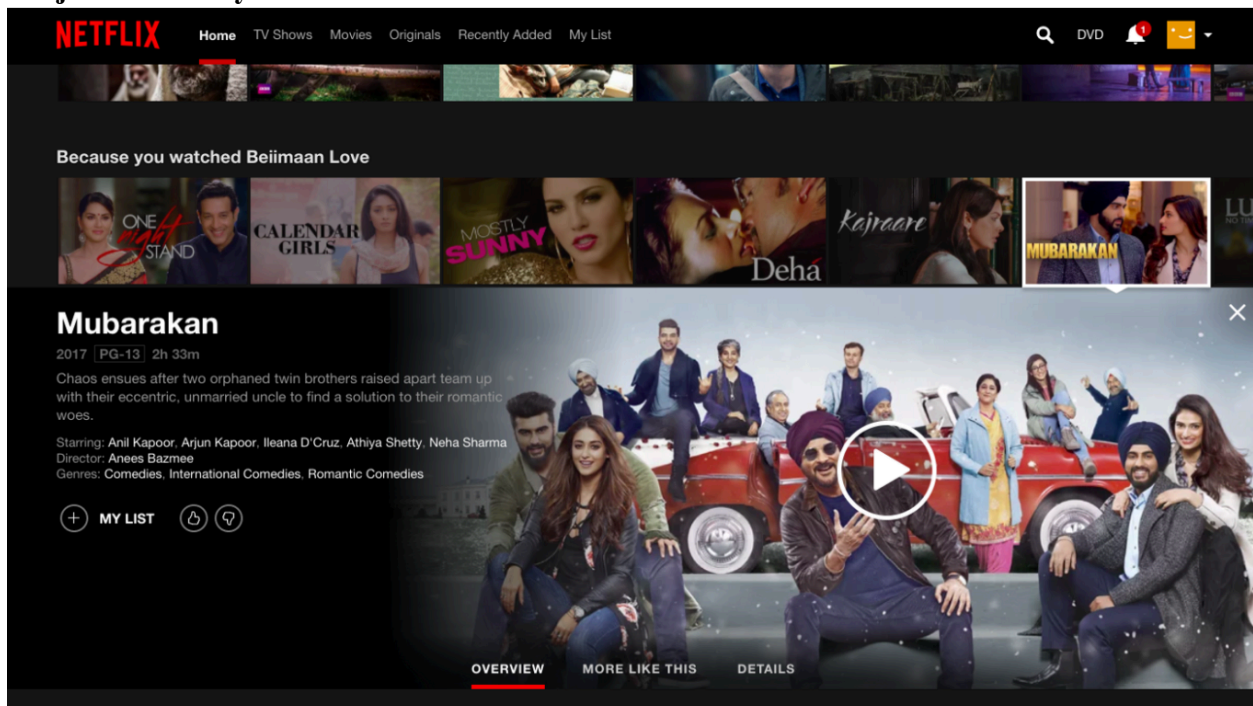 NETFLIX Home TV Shows Movies Originals Recently Added My List DVD 1
Because you watched Beiimaan Love
ONE
night
STAND
CALENDAR
GIRLS
MOSTLY
SUNNY
Dehá
Kajraare
MUBARAKAN
LU
Mubarakan
2017 PG-13 2h 33m
Chaos ensues after two orphaned twin brothers raised apart team up
with their eccentric, unmarried uncle to find a solution to their romantic
woes.
Starring: Anil Kapoor, Arjun Kapoor, Ileana D'Cruz, Athiya Shetty, Neha Sharma
Director: Anees Bazmee
Genres: Comedies, International Comedies, Romantic Comedies
MY LIST
OVERVIEW MORE LIKE THIS DETAILS